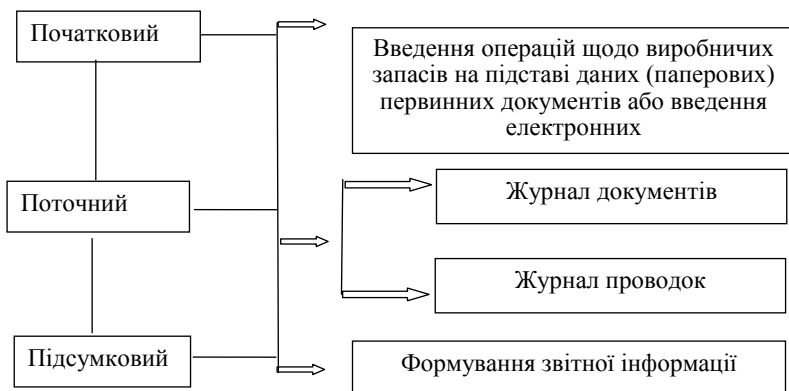 Початковий
Введення операцій щодо виробничих
запасів на підставі даних (паперових)
первинних документів або введення
електронних
Поточний
Журнал документів
Журнал проводок
Підсумковий
Формування звітної інформації